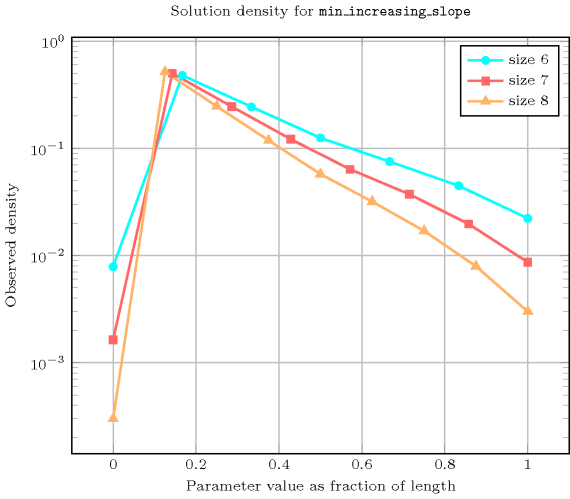 Solution density for min_increasing_slope
10^0
10^−1
10^−2
10^−3
Observed density
size 6
size 7
size 8
0 0.2 0.4 0.6 0.8 1
Parameter value as fraction of length